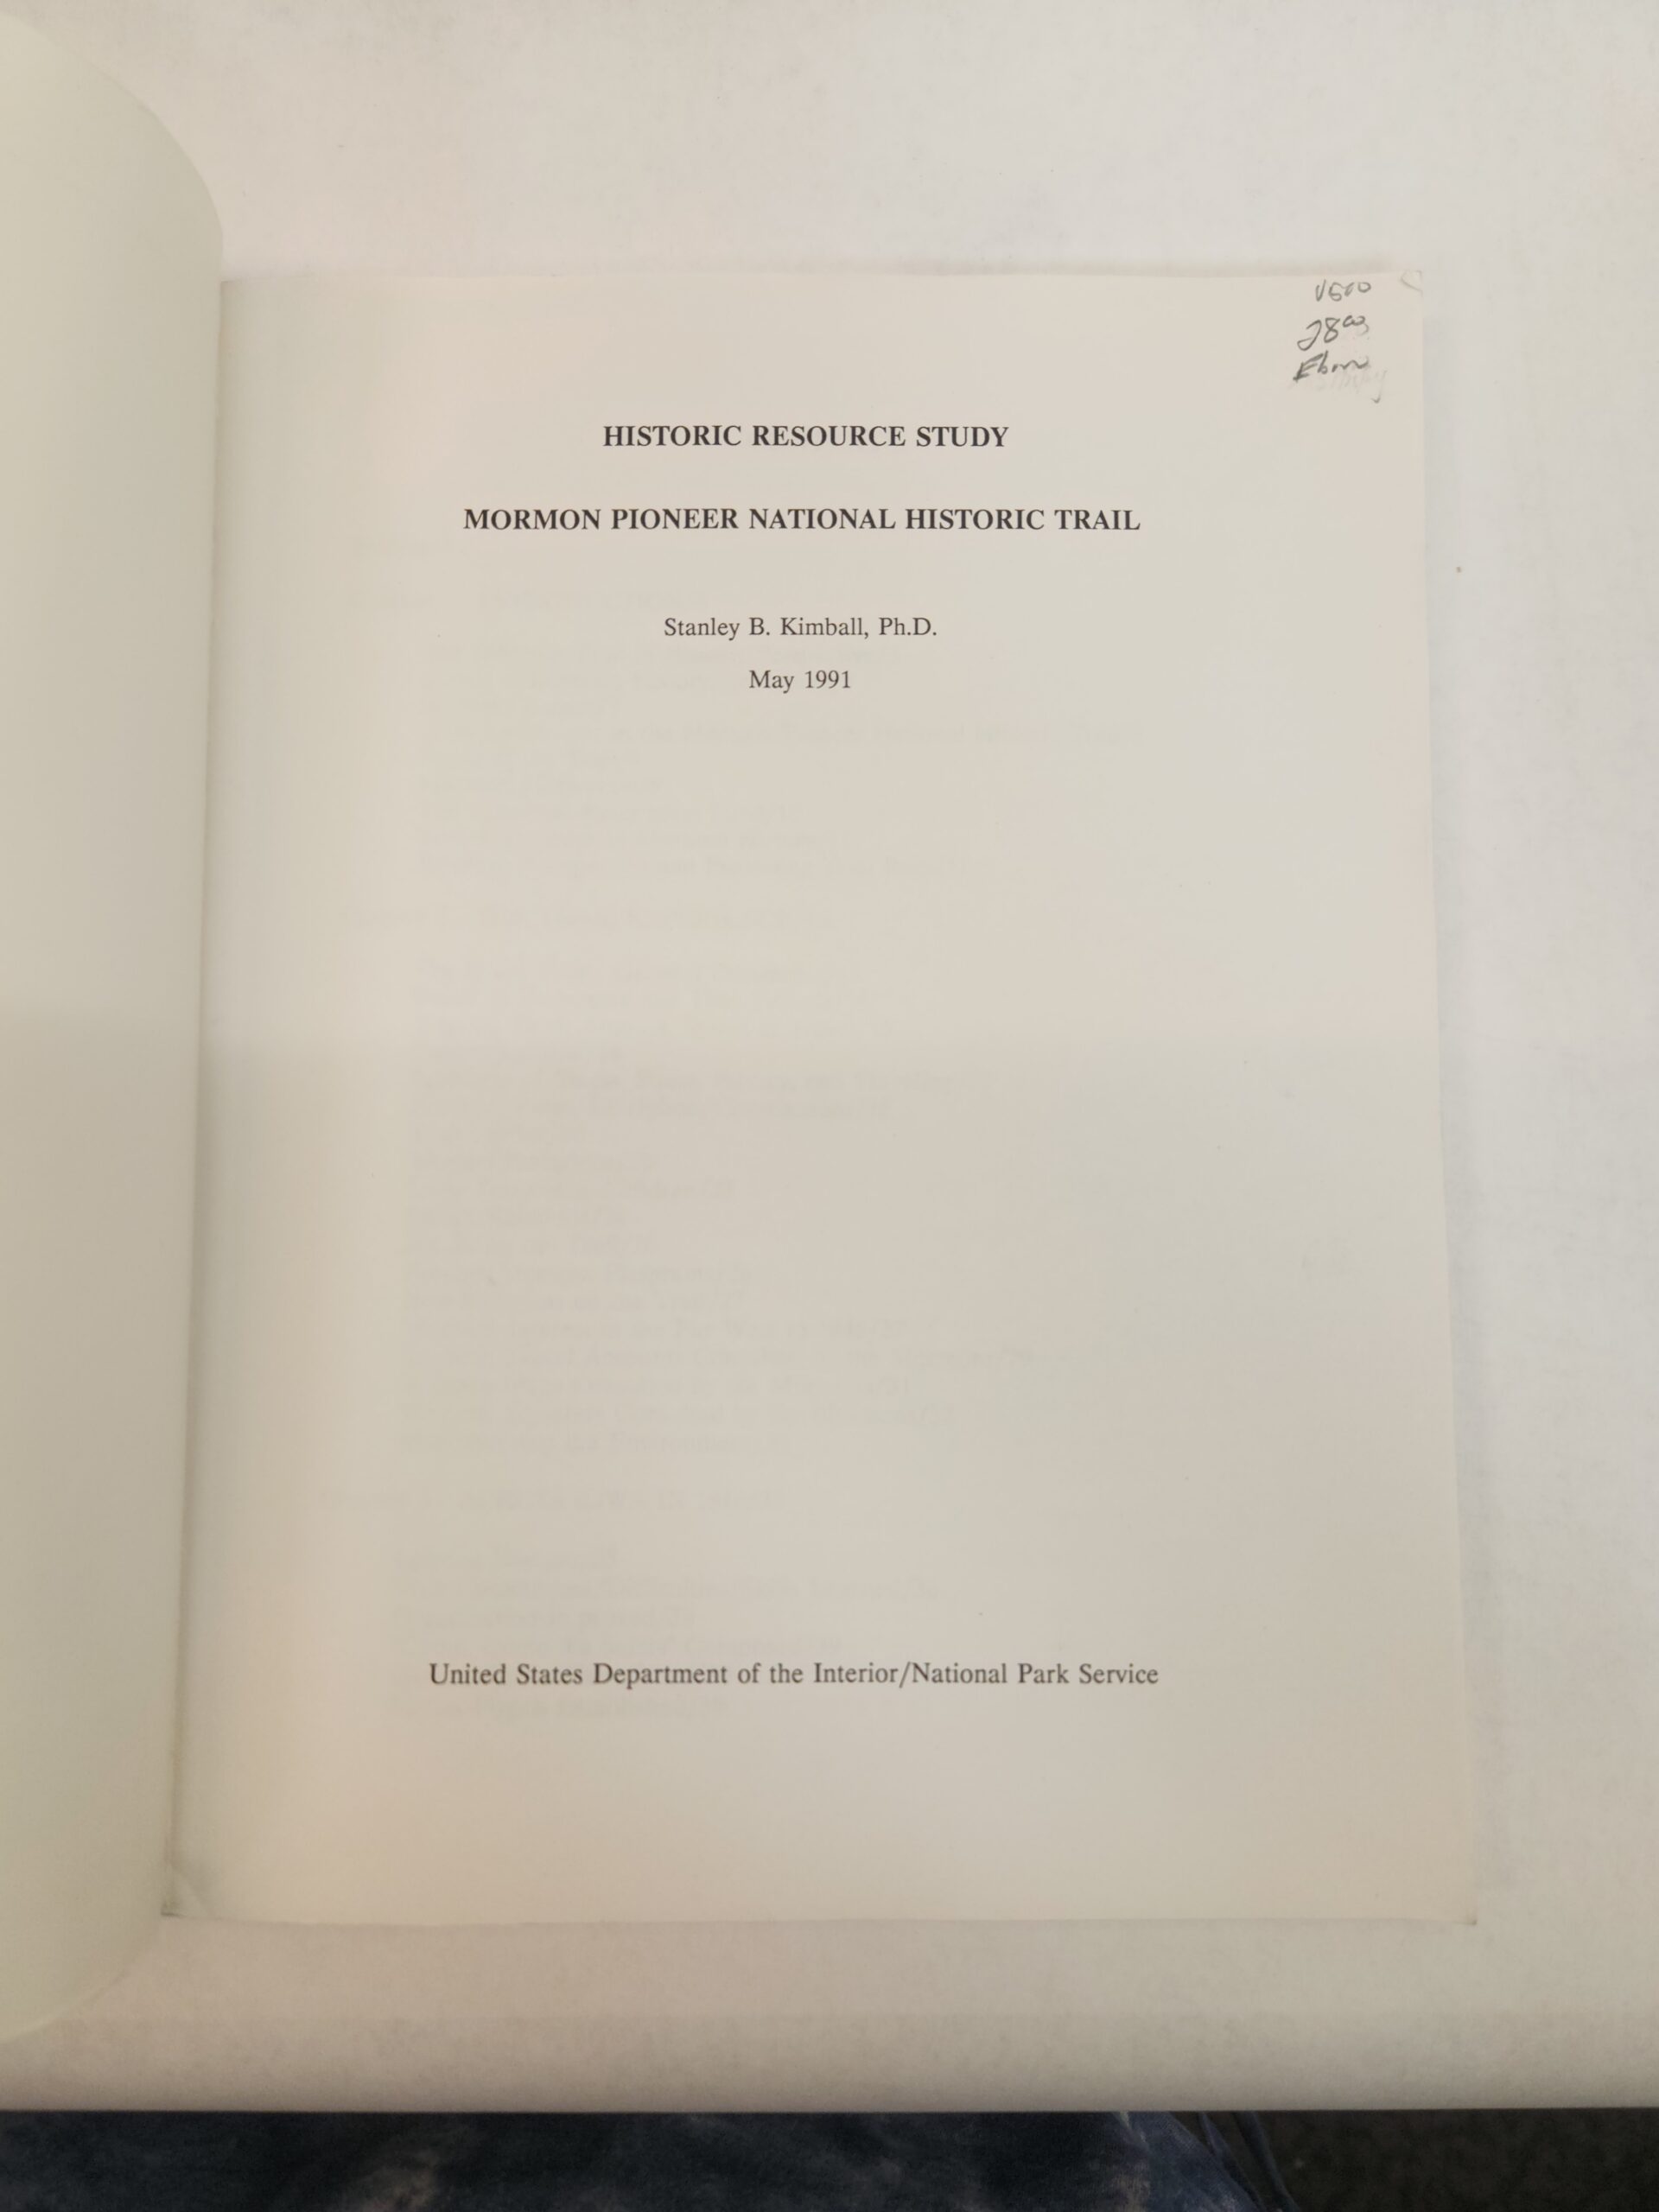 28⁰⁰
HISTORIC RESOURCE STUDY
MORMON PIONEER NATIONAL HISTORIC TRAIL
Stanley B. Kimball, Ph.D.
May 1991
United States Department of the Interior/National Park Service